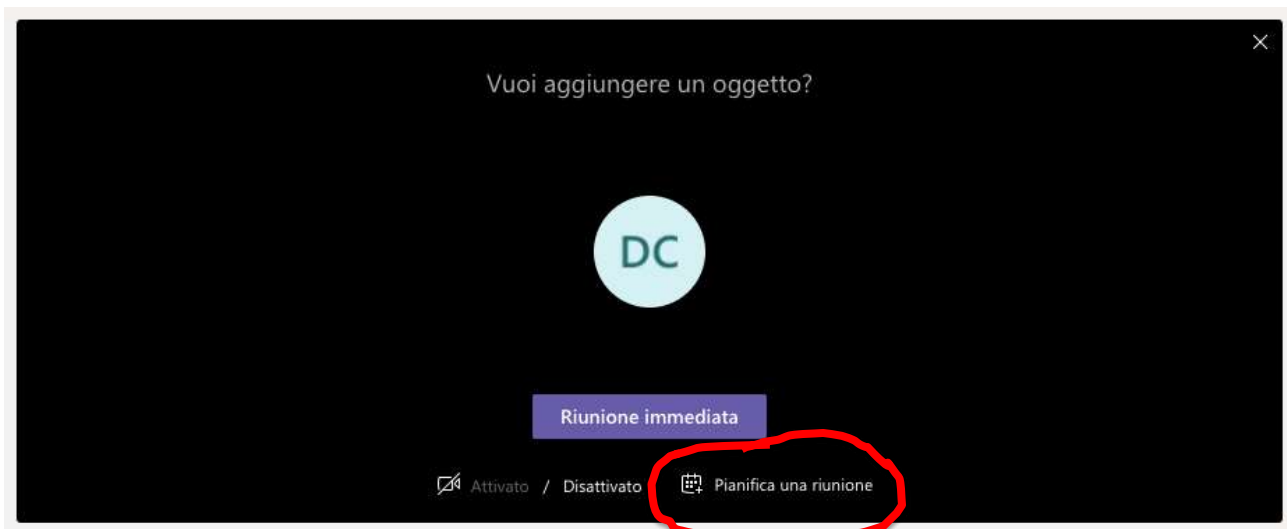 Vuoi aggiungere un oggetto?
DC
Riunione immediata
Attivato / Disattivato Pianifica una riunione